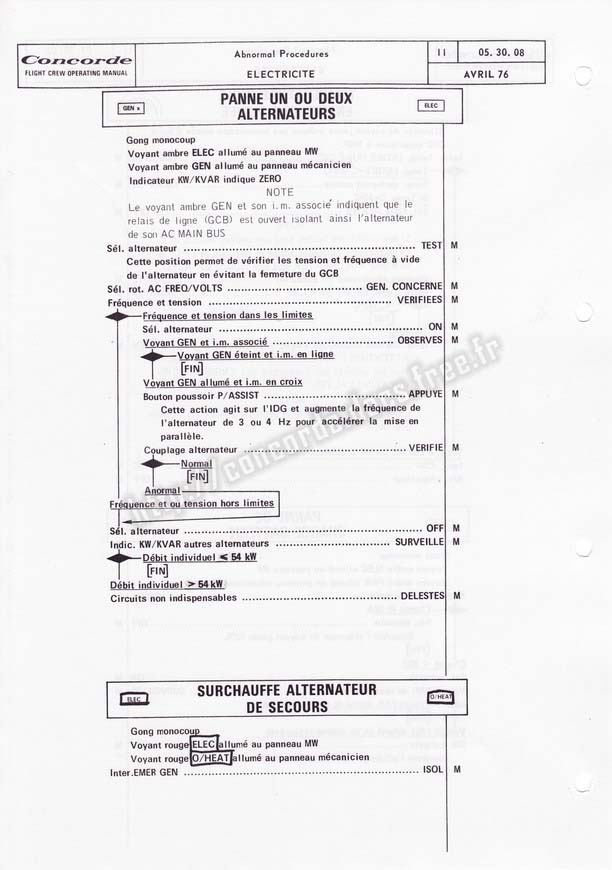 Concorde
FLIGHT CREW OPERATING MANUAL
Abnormal Procedures
ELECTRICITE
II
05. 30. 08
AVRIL 76
GEN x
PANNE UN OU DEUX
ALTERNATEURS
ELEC
Gong monocoup
Voyant ambre ELEC allumé au panneau MW
Voyant ambre GEN allumé au panneau mécanicien
Indicateur KW/KVAR indique ZERO
NOTE
Le voyant ambre GEN et son i.m. associé indiquent que le
relais de ligne (GCB) est ouvert isolant ainsi l'alternateur
de son AC MAIN BUS
Sél. alternateur ........ TEST M
Cette position permet de vérifier les tension et fréquence à vide
de l'alternateur en évitant la fermeture du GCB
Sél. rot. AC FREQ/VOLTS ........ GEN. CONCERNE M
Fréquence et tension ........ VERIFIEES M
Fréquence et tension dans les limites
Sél. alternateur ........ ON M
Voyant GEN et i.m. associé ........ OBSERVES M
Voyant GEN éteint et i.m. en ligne
[FIN]
Voyant GEN allumé et i.m. en croix
Bouton poussoir P/ASSIST ........ APPUYE M
Cette action agit sur l'IDG et augmente la fréquence de
l'alternateur de 3 ou 4 Hz pour accélérer la mise en
parallèle.
Couplage alternateur ........ VERIFIE M
Normal
[FIN]
Anormal
Fréquence et ou tension hors limites
Sél. alternateur ........ OFF M
Indic. KW/KVAR autres alternateurs ........ SURVEILLE M
Débit individuel ⩽ 54 kW
[FIN]
Débit individuel > 54 kW
Circuits non indispensables ........ DELESTES M
ELEC
SURCHAUFFE ALTERNATEUR
DE SECOURS
O/HEAT
Gong monocoup
Voyant rouge ELEC allumé au panneau MW
Voyant rouge O/HEAT allumé au panneau mécanicien
Inter.EMER GEN ........ ISOL M
http://concordescopia.free.fr